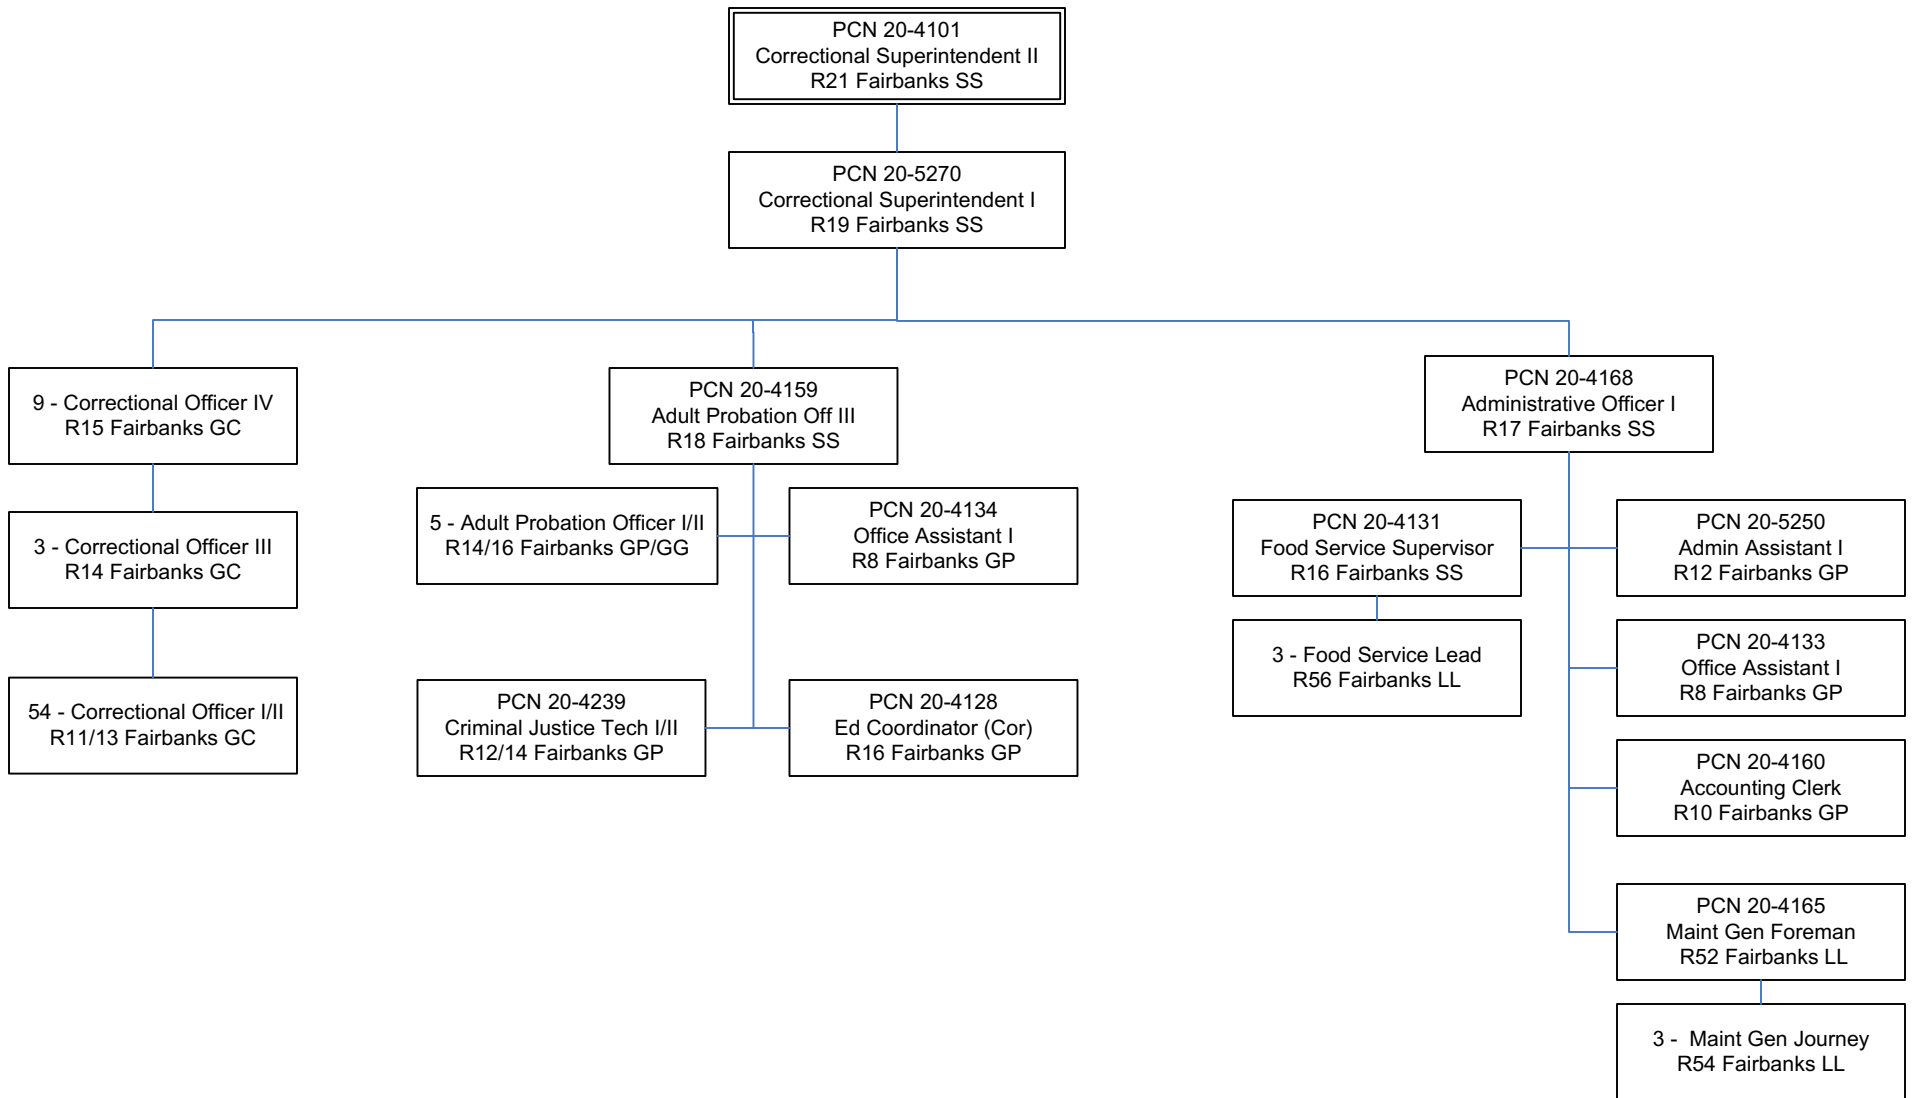 PCN 20-4101
Correctional Superintendent II
R21 Fairbanks SS
PCN 20-5270
Correctional Superintendent I
R19 Fairbanks SS
9 - Correctional Officer IV
R15 Fairbanks GC
3 - Correctional Officer III
R14 Fairbanks GC
54 - Correctional Officer I/II
R11/13 Fairbanks GC
PCN 20-4159
Adult Probation Off III
R18 Fairbanks SS
5 - Adult Probation Officer I/II
R14/16 Fairbanks GP/GG
PCN 20-4134
Office Assistant I
R8 Fairbanks GP
PCN 20-4239
Criminal Justice Tech I/II
R12/14 Fairbanks GP
PCN 20-4128
Ed Coordinator (Cor)
R16 Fairbanks GP
PCN 20-4168
Administrative Officer I
R17 Fairbanks SS
PCN 20-4131
Food Service Supervisor
R16 Fairbanks SS
3 - Food Service Lead
R56 Fairbanks LL
PCN 20-5250
Admin Assistant I
R12 Fairbanks GP
PCN 20-4133
Office Assistant I
R8 Fairbanks GP
PCN 20-4160
Accounting Clerk
R10 Fairbanks GP
PCN 20-4165
Maint Gen Foreman
R52 Fairbanks LL
3 -  Maint Gen Journey
R54 Fairbanks LL